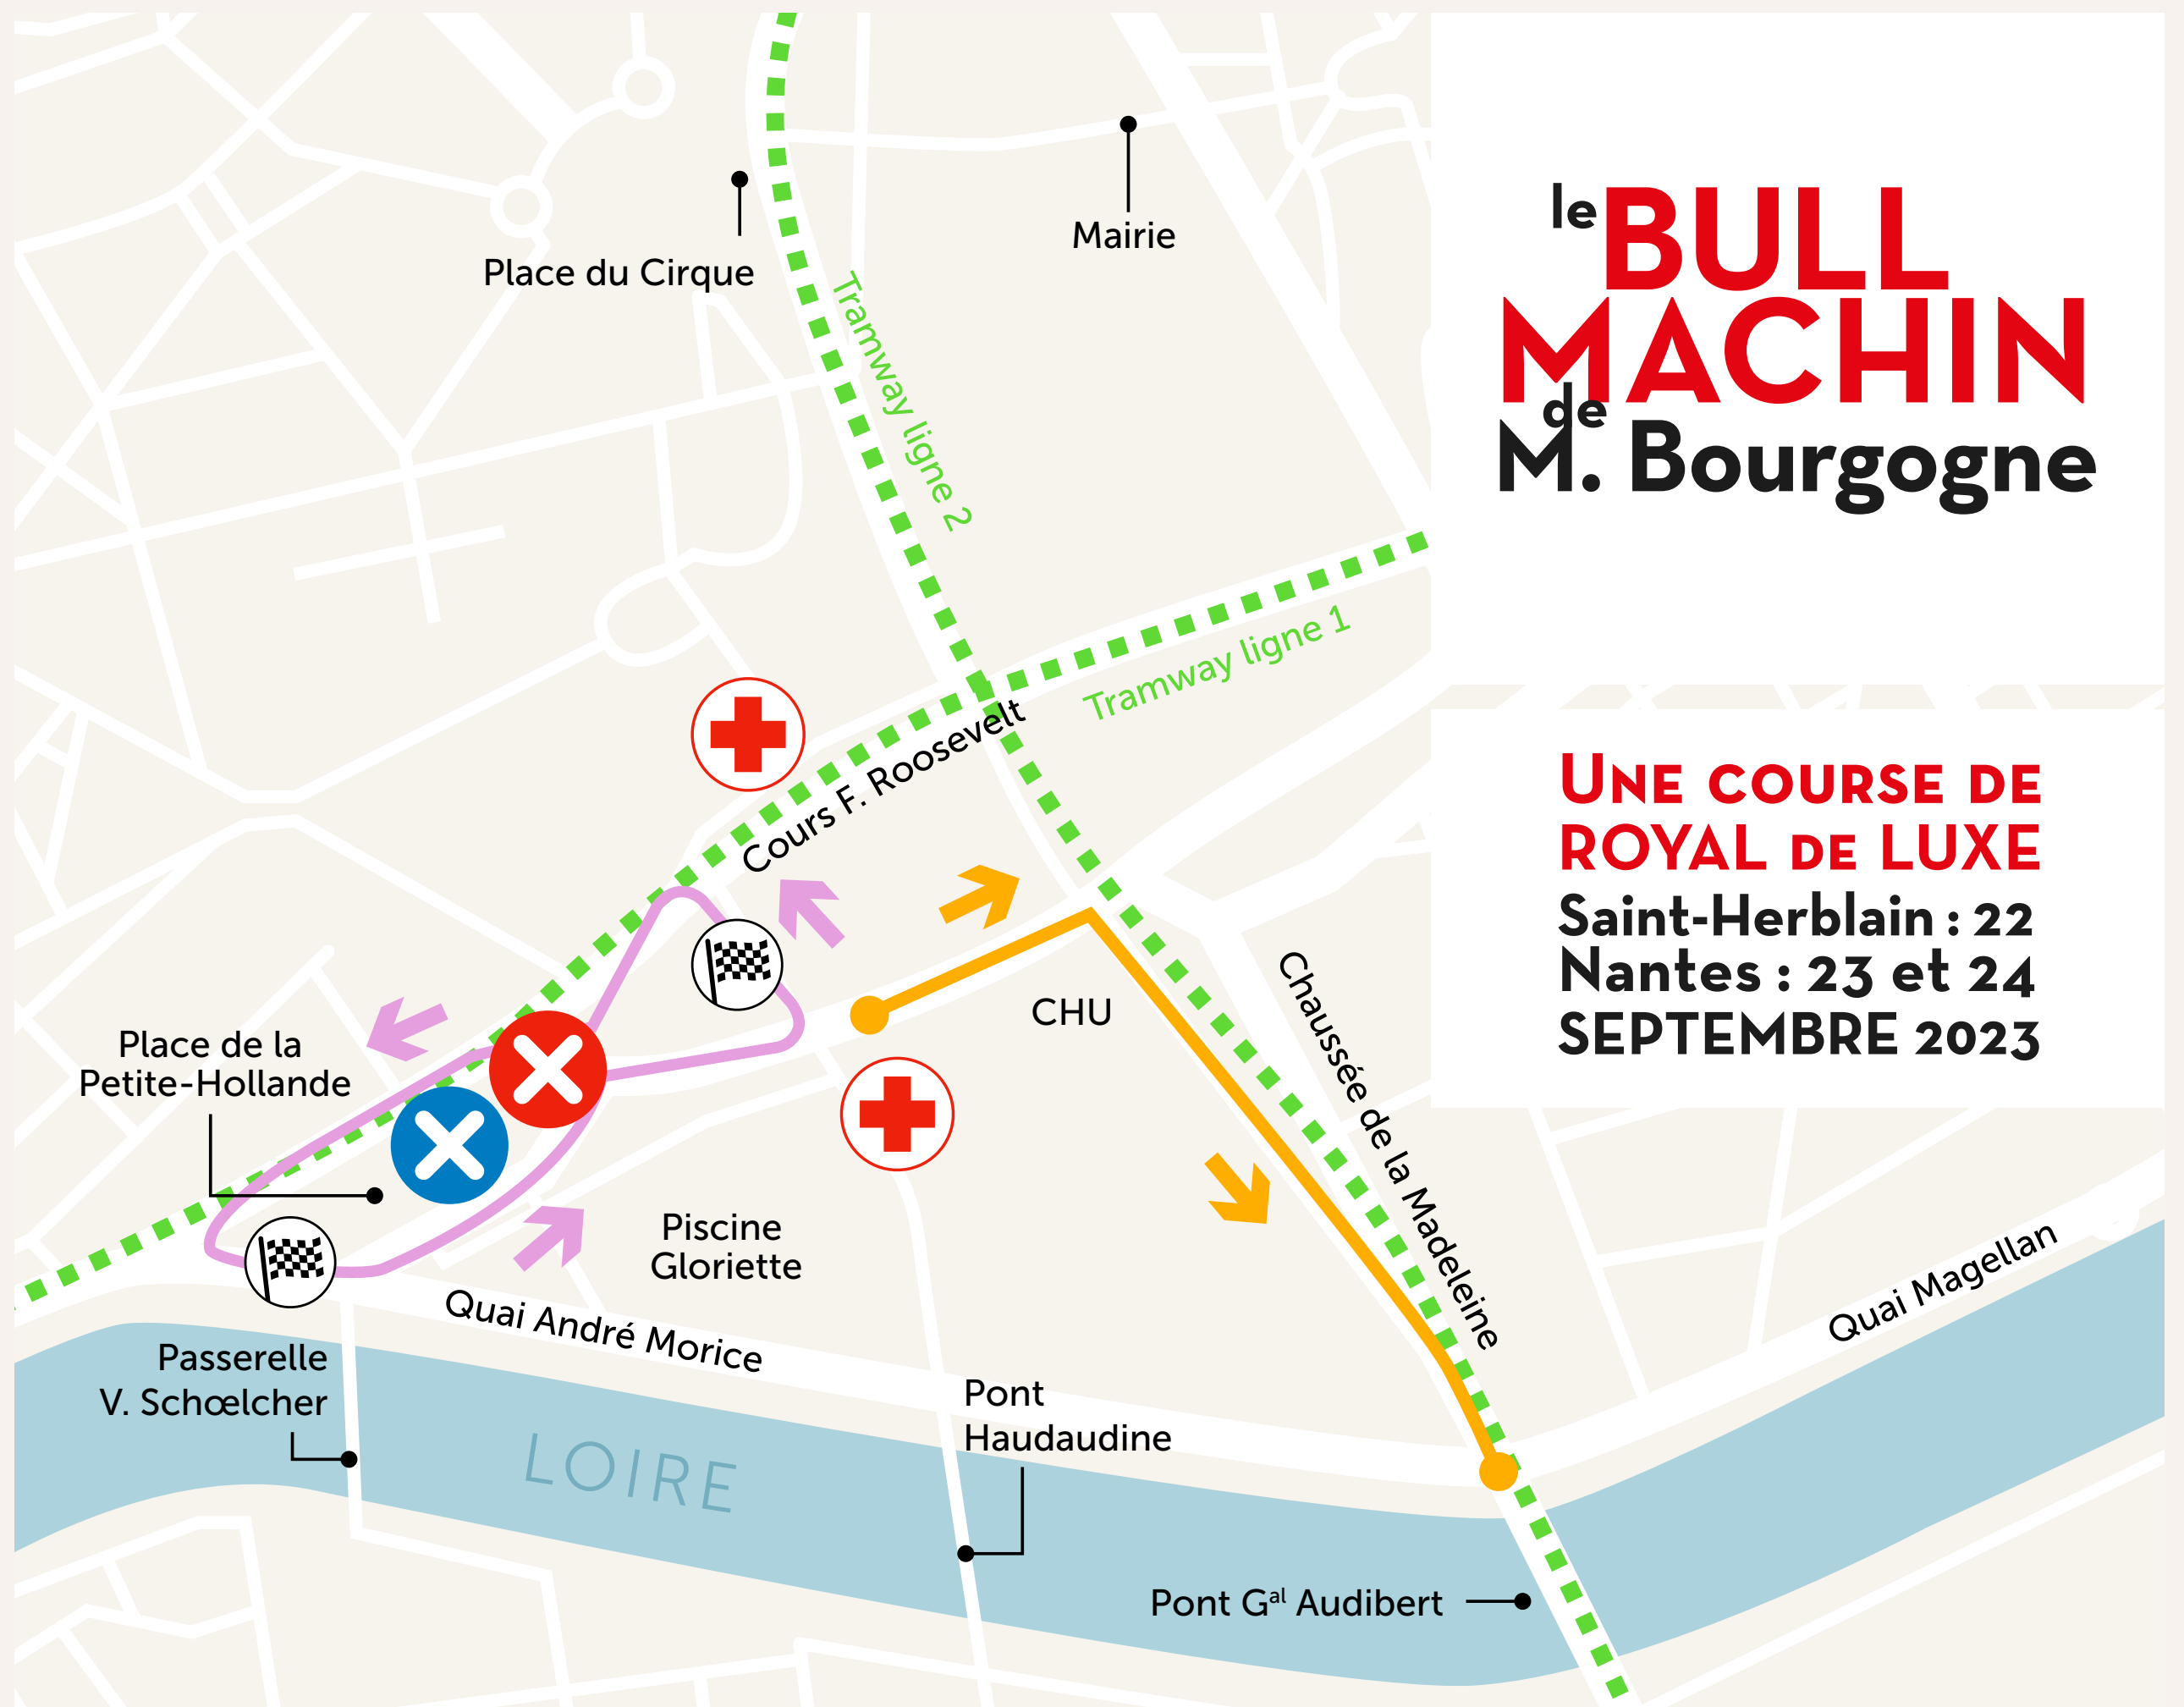 le BULL
MACHIN
de
M. Bourgogne
UNE COURSE DE
ROYAL DE LUXE
Saint-Herblain : 22
Nantes : 23 et 24
SEPTEMBRE 2023
Mairie
Place du Cirque
Tramway ligne 2
Tramway ligne 1
Cours F. Roosevelt
CHU
Chaussée de la Madeleine
Place de la
Petite-Hollande
Piscine
Gloriette
Quai André Morice
Quai Magellan
Passerelle
V. Schœlcher
LOIRE
Pont
Haudaudine
Pont Gal Audibert